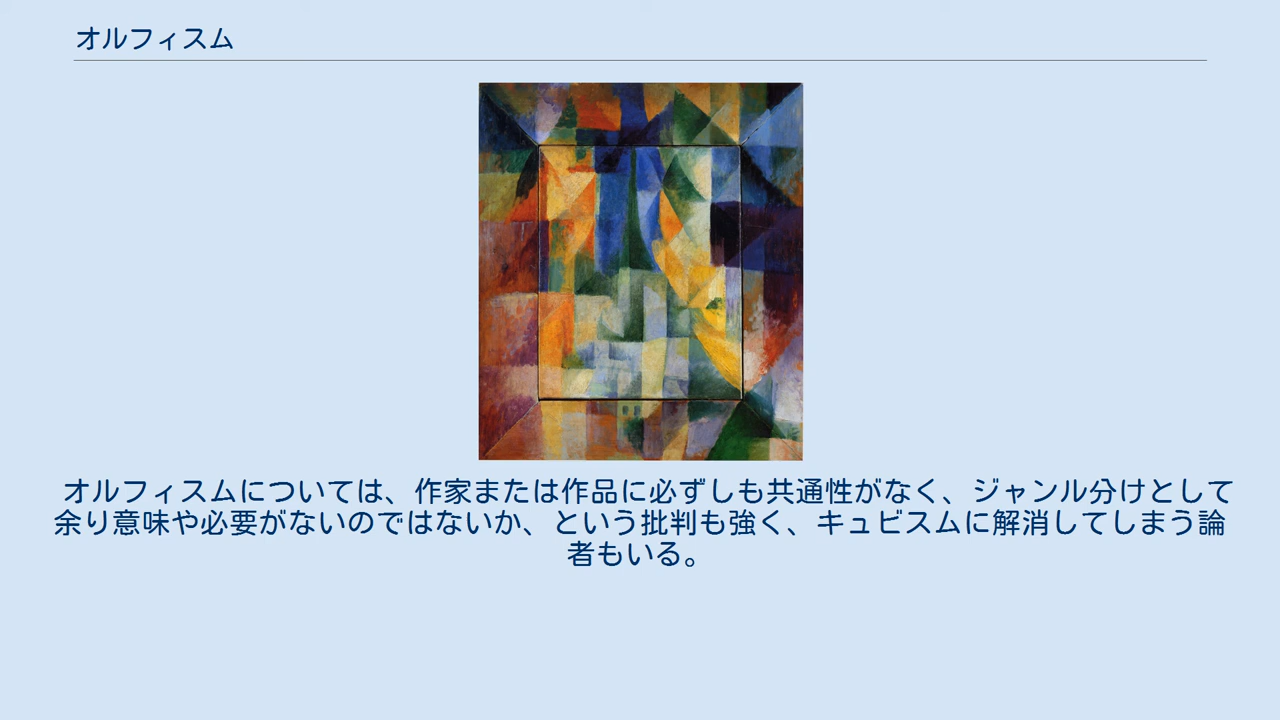 オルフィスム
オルフィスムについては、作家または作品に必ずしも共通性がなく、ジャンル分けとして
余り意味や必要がないのではないか、という批判も強く、キュビスムに解消してしまう論
者もいる。